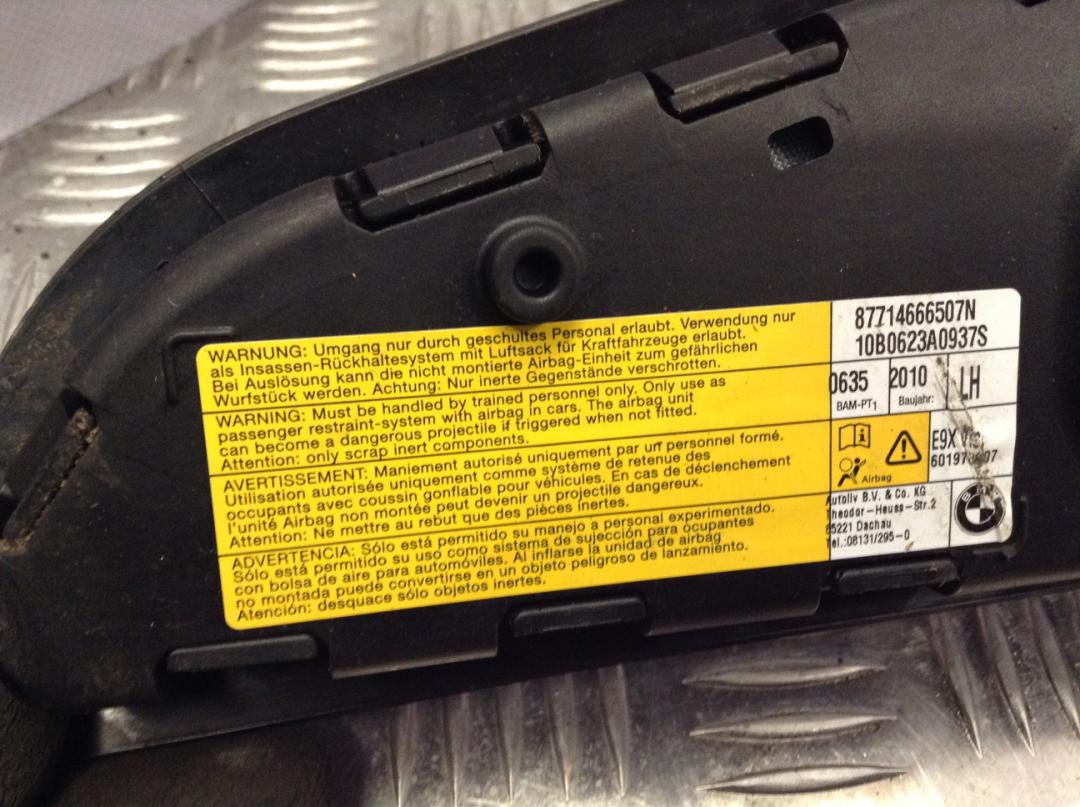 WARNUNG: Umgang nur durch geschultes Personal erlaubt. Verwendung nur
als Insassen-Rückhaltesystem mit Luftsack für Kraftfahrzeuge erlaubt.
Bei Auslösung kann die nicht montierte Airbag-Einheit zum gefährlichen
Wurfstück werden. Achtung: Nur inerte Gegenstände verschrotten.
WARNING: Must be handled by trained personnel only. Only use as
passenger restraint-system with airbag in cars. The airbag unit
can become a dangerous projectile if triggered when not fitted.
Attention: only scrap inert components.
AVERTISSEMENT: Maniement autorisé uniquement par un personnel formé.
Utilisation autorisée uniquement comme système de retenue des
occupants avec coussin gonflable pour véhicules. En cas de déclenchement
l'unité Airbag non montée peut devenir un projectile dangereux.
Attention: Ne mettre au rebut que des pièces inertes.
ADVERTENCIA: Sólo está permitido su manejo a personal experimentado.
Sólo está permitido su uso como sistema de sujección para ocupantes
con bolsa de aire para automóviles. Al inflarse la unidad de airbag
no montada puede convertirse en un objeto peligroso de lanzamiento.
Atención: desguace sólo objetos inertes.
87714666507N
10B0623A0937S
0635
BAM-PT1
2010
Baujahr:
LH
Airbag
E9X
Autoliv B.V. & Co. KG
Theodor-Heuss-Str.2
85221 Dachau
Tel.:08131/295-0
BMW